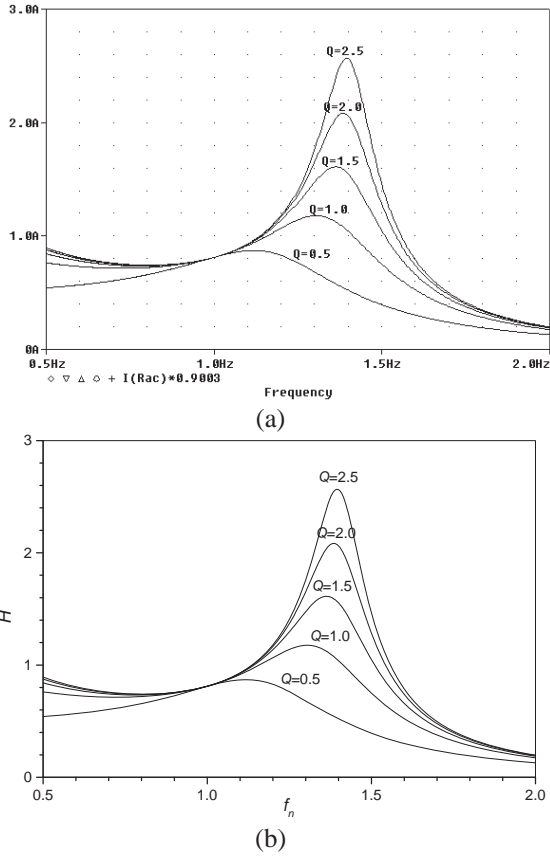 3.0A
Q=2.5
2.0A
Q=2.0
Q=1.5
1.0A
Q=1.0
Q=0.5
0A
0.5Hz 1.0Hz 1.5Hz 2.0Hz
I(Rac)*0.9003
Frequency
(a)
3
Q=2.5
2
Q=2.0
Q=1.5
Q=1.0
1
Q=0.5
0
H
0.5 1.0 1.5 2.0
fn
(b)